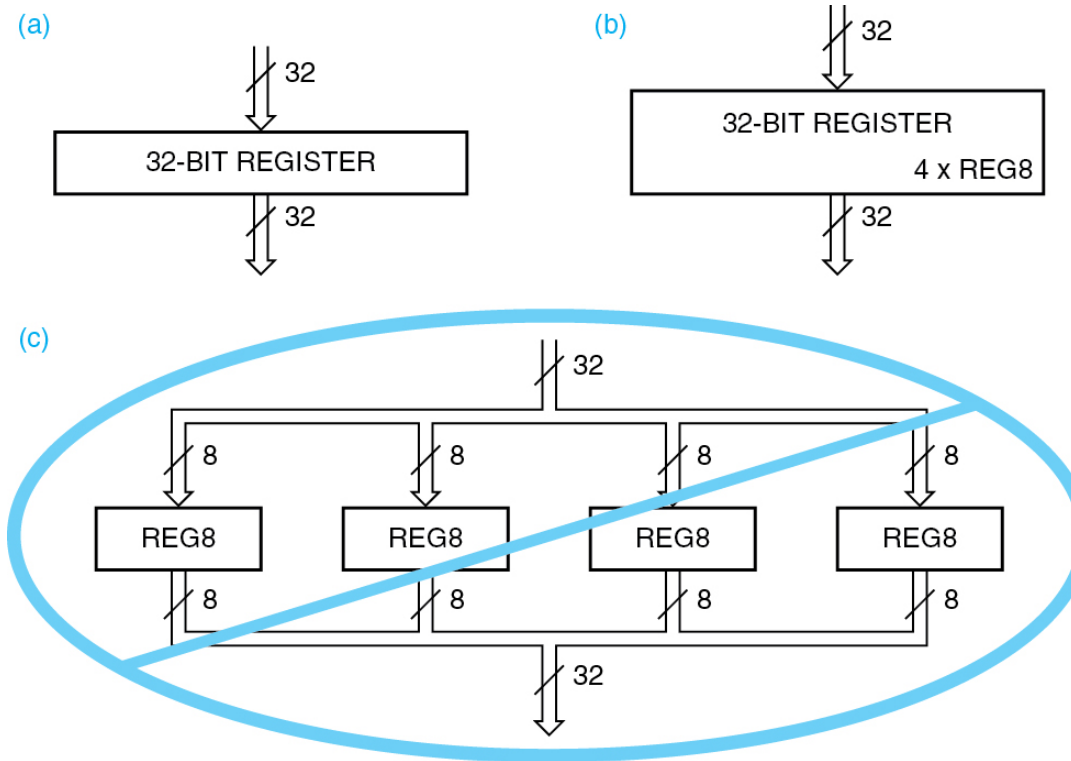 (a)
32
32-BIT REGISTER
32
(b)
32
32-BIT REGISTER
4 x REG8
32
(c)
32
8 8 8 8
REG8 REG8 REG8 REG8
8 8 8 8
32